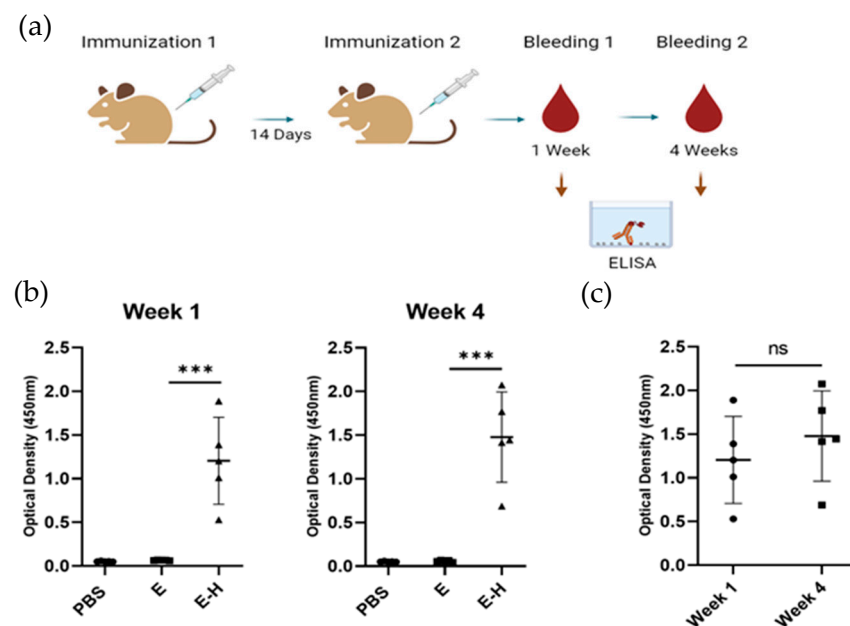 (a)
Immunization 1 Immunization 2 Bleeding 1 Bleeding 2
14 Days 1 Week 4 Weeks
ELISA
(b) (c)
Week 1 Week 4
Optical Density (450nm)
2.5
2.0
1.5
1.0
0.5
0.0
***
PBS E E-H
Optical Density (450nm)
2.5
2.0
1.5
1.0
0.5
0.0
***
PBS E E-H
Optical Density (450nm)
2.5
2.0
1.5
1.0
0.5
0.0
ns
Week 1 Week 4